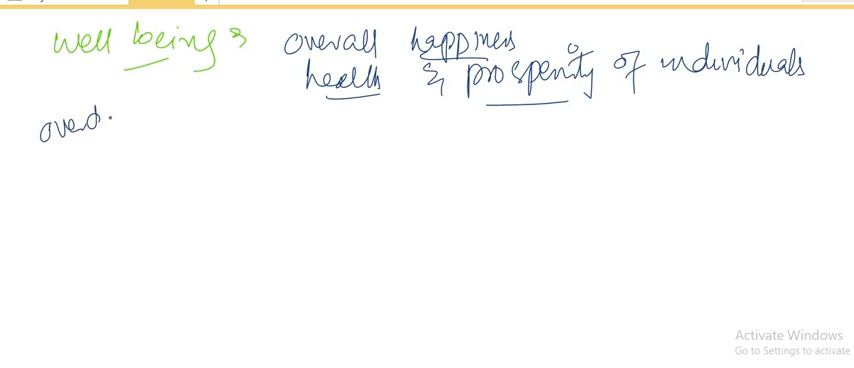 well being :
overall happiness
health & prosperity of individuals
overd
Activate Windows
Go to Settings to activate